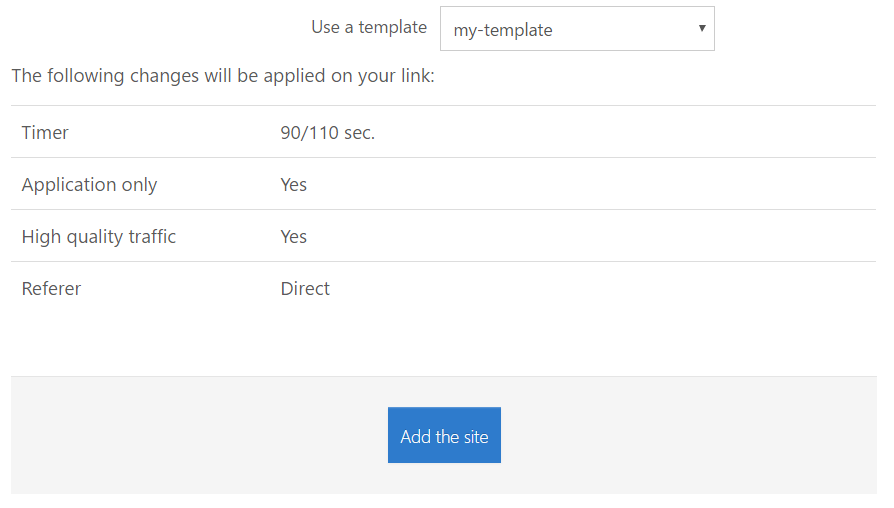 Use a template my-template
The following changes will be applied on your link:
Timer 90/110 sec.
Application only Yes
High quality traffic Yes
Referer Direct
Add the site